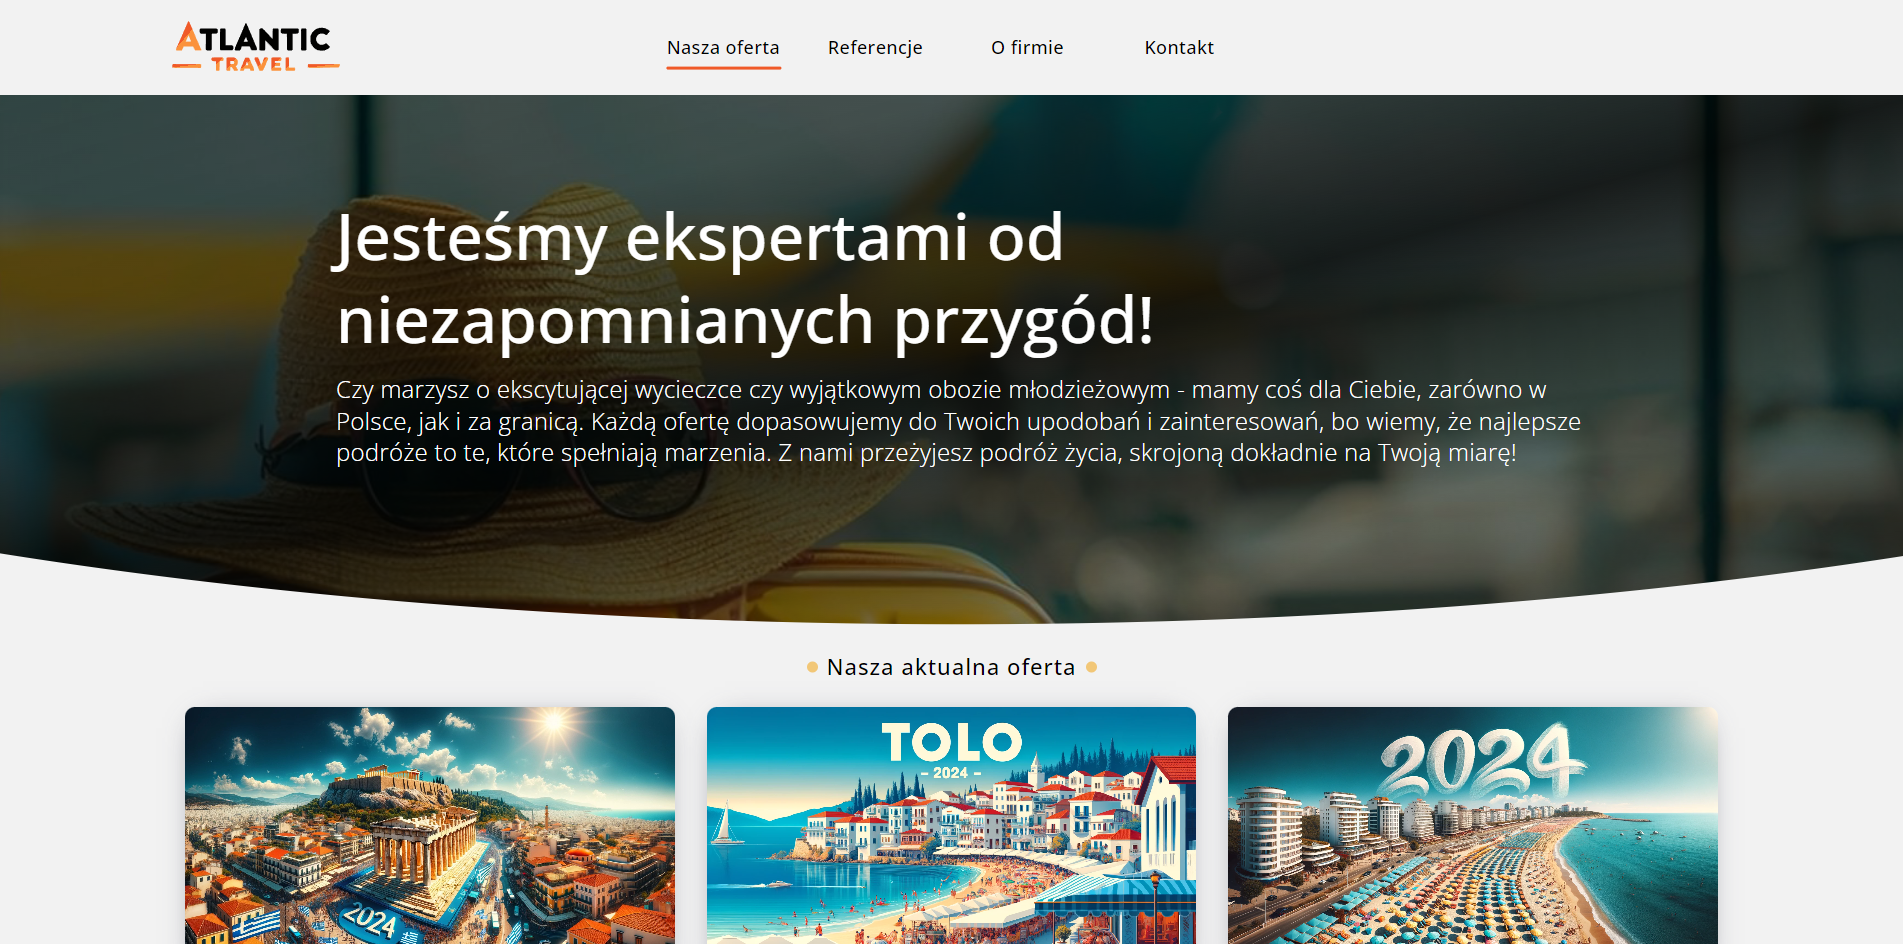 ATLANTIC
TRAVEL
Nasza oferta Referencje O firmie Kontakt
Jesteśmy ekspertami od
niezapomnianych przygód!
Czy marzysz o ekscytującej wycieczce czy wyjątkowym obozie młodzieżowym - mamy coś dla Ciebie, zarówno w
Polsce, jak i za granicą. Każdą ofertę dopasowujemy do Twoich upodobań i zainteresowań, bo wiemy, że najlepsze
podróże to te, które spełniają marzenia. Z nami przeżyjesz podróż życia, skrojoną dokładnie na Twoją miarę!
Nasza aktualna oferta
2024
TOLO
- 2024 -
2024